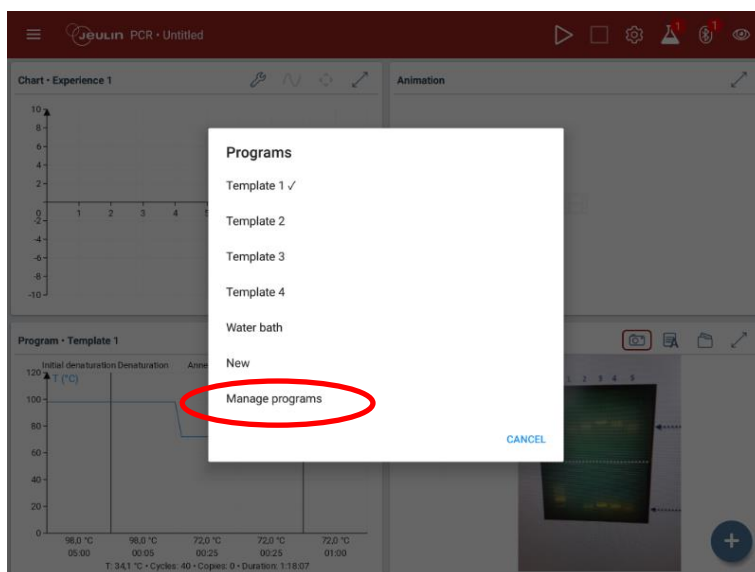 Jeulin PCR • Untitled
1
1
Chart • Experience 1
Animation
10
8
6
4
2
0
-2
-4
-6
-8
-10
1 2 3 4 5
Programs
Template 1 ✓
Template 2
Template 3
Template 4
Water bath
New
Manage programs
CANCEL
Program • Template 1
Initial denaturation Denaturation Anne
T (°C)
120
100
80
60
40
20
0
98,0 °C 98,0 °C 72,0 °C 72,0 °C 72,0 °C
05:00 00:05 00:25 00:25 01:00
T: 34,1 °C • Cycles: 40 • Copies: 0 • Duration: 1:18:07
1 2 3 4 5